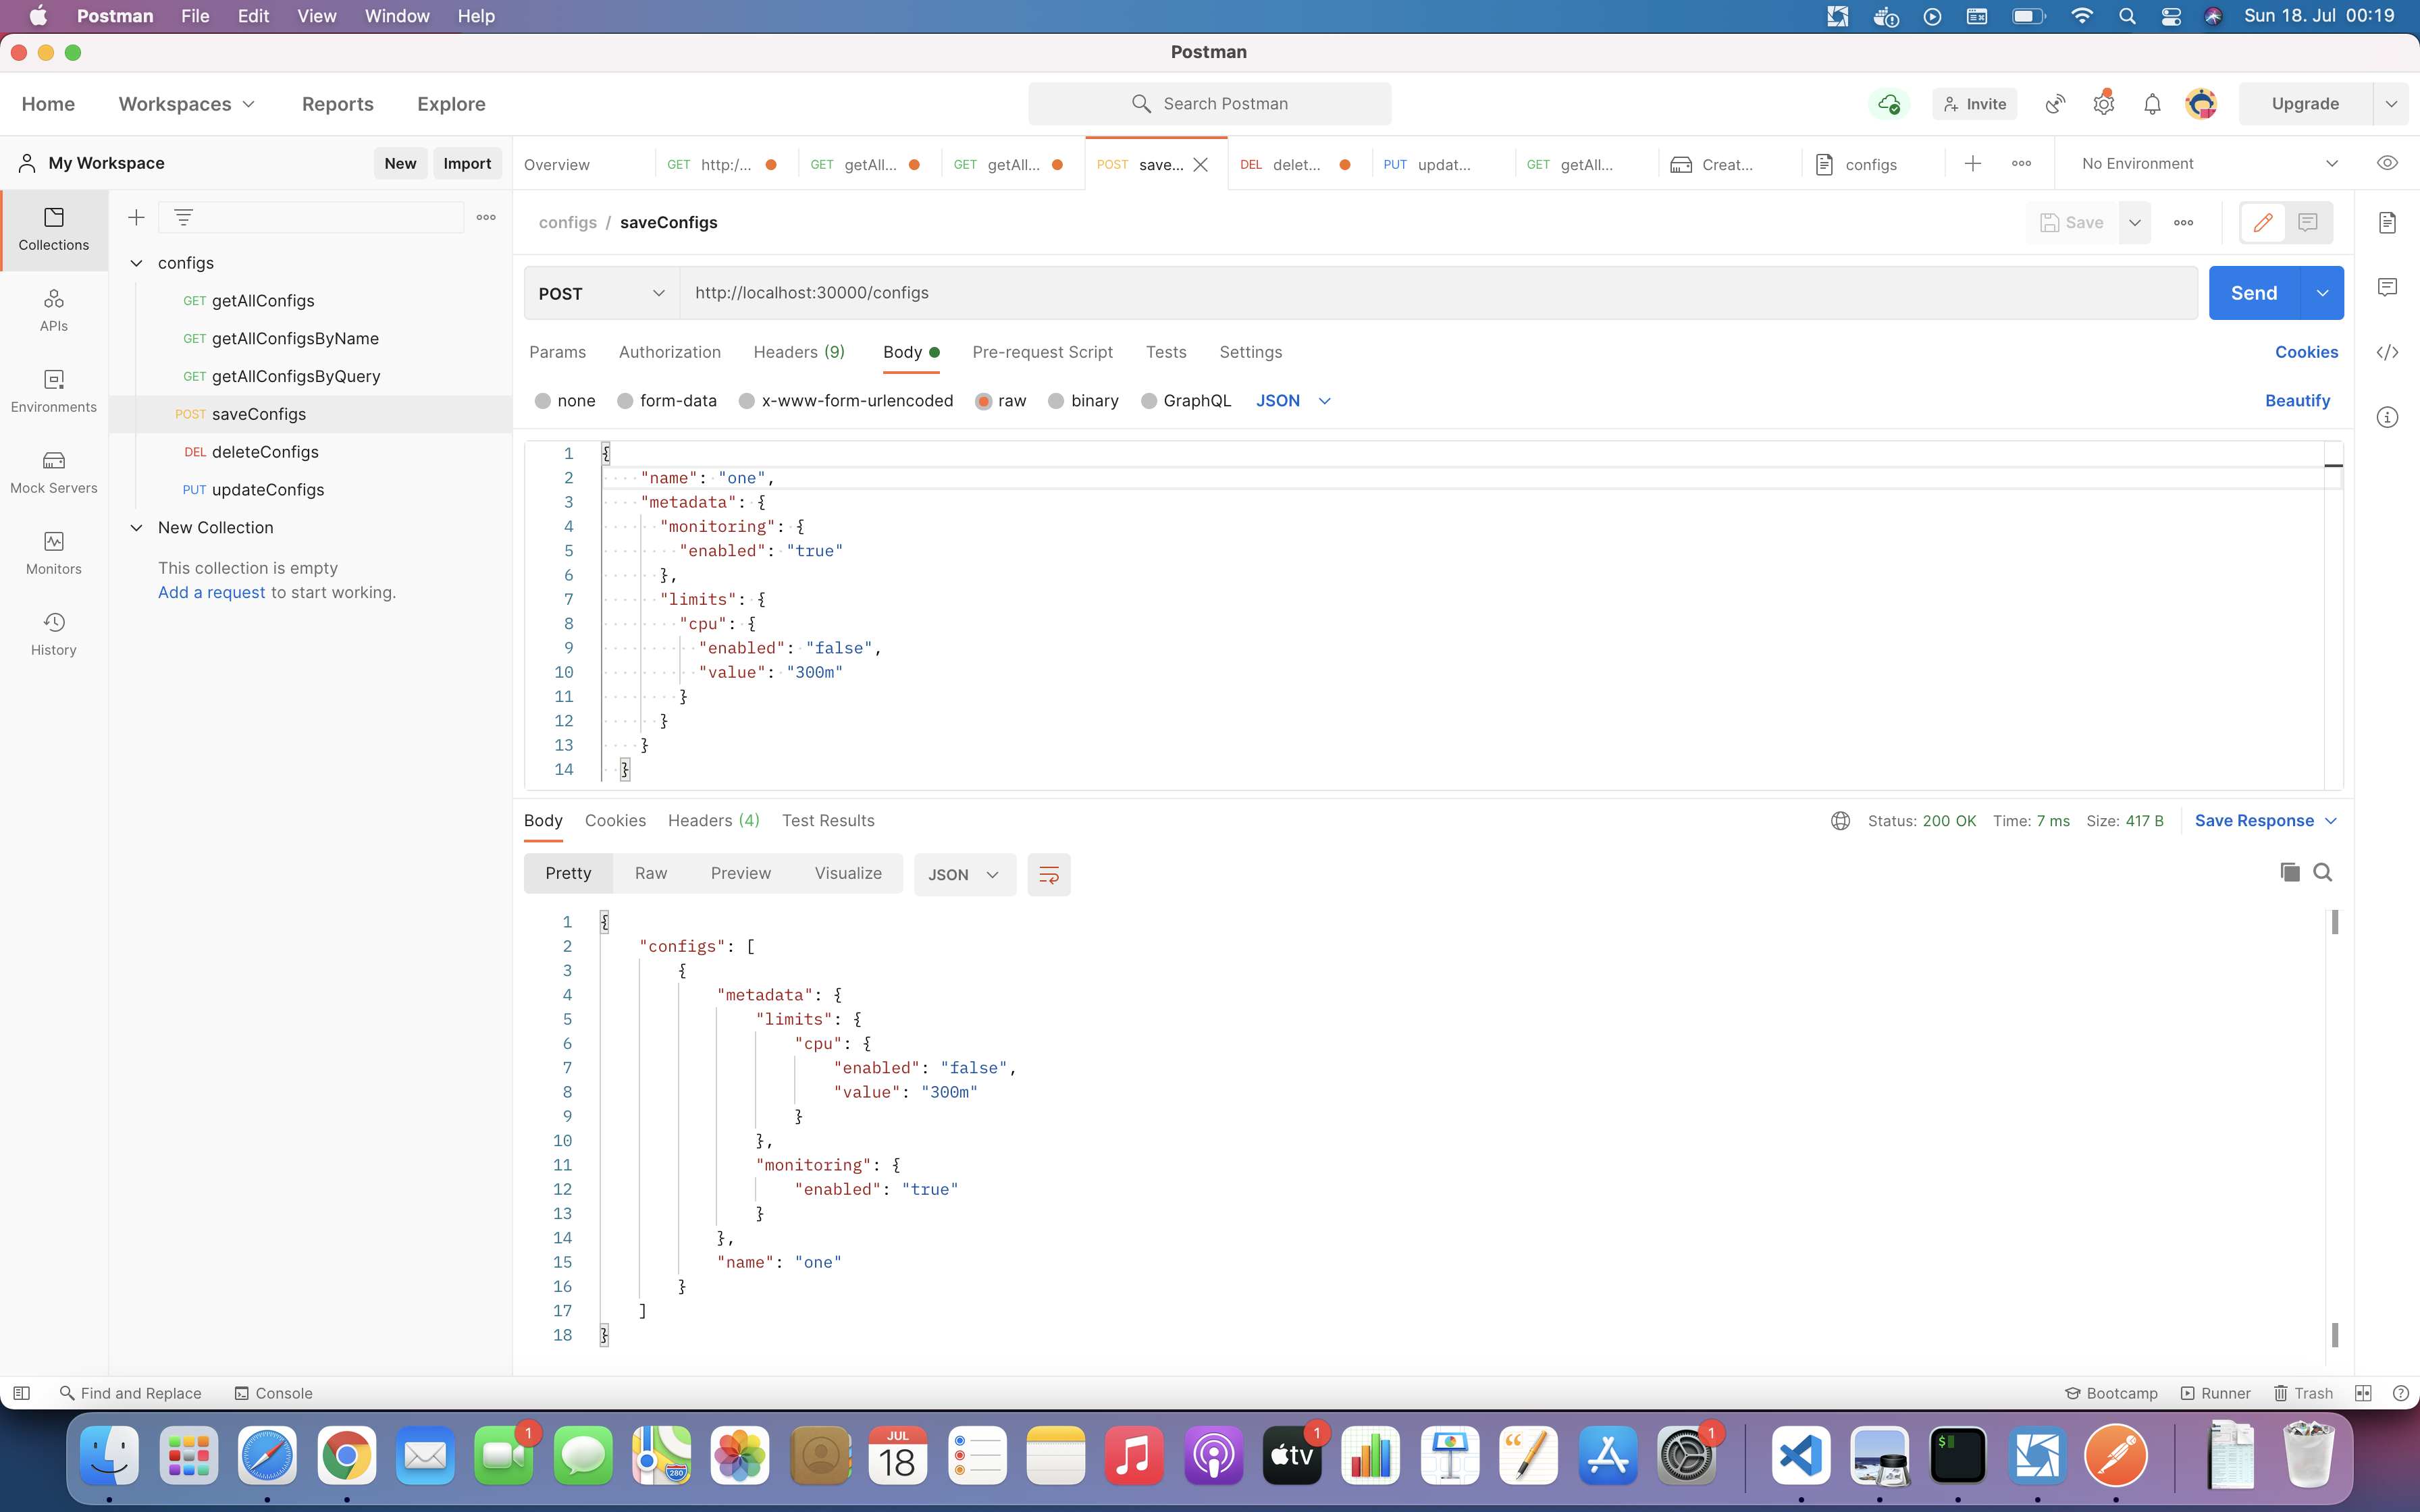 Postman File Edit View Window Help Sun 18. Jul 00:19
Postman
Home Workspaces Reports Explore Search Postman Invite Upgrade
My Workspace New Import
Overview GET http:/... GET getAll... GET getAll... POST save... DEL delet... PUT updat... GET getAll... Creat... configs No Environment
Collections
APIs
Environments
Mock Servers
Monitors
History
configs
GET getAllConfigs
GET getAllConfigsByName
GET getAllConfigsByQuery
POST saveConfigs
DEL deleteConfigs
PUT updateConfigs
New Collection
This collection is empty
Add a request to start working.
configs / saveConfigs Save
POST http://localhost:30000/configs Send
Params Authorization Headers (9) Body Pre-request Script Tests Settings Cookies
none form-data x-www-form-urlencoded raw binary GraphQL JSON Beautify
1 {
2 "name": "one",
3 "metadata": {
4 "monitoring": {
5 "enabled": "true"
6 },
7 "limits": {
8 "cpu": {
9 "enabled": "false",
10 "value": "300m"
11 }
12 }
13 }
14 }
Body Cookies Headers (4) Test Results Status: 200 OK Time: 7 ms Size: 417 B Save Response
Pretty Raw Preview Visualize JSON
1 {
2 "configs": [
3 {
4 "metadata": {
5 "limits": {
6 "cpu": {
7 "enabled": "false",
8 "value": "300m"
9 }
10 },
11 "monitoring": {
12 "enabled": "true"
13 }
14 },
15 "name": "one"
16 }
17 ]
18 }
Find and Replace Console Bootcamp Runner Trash
1
280
JUL
18
tv
1
1
$